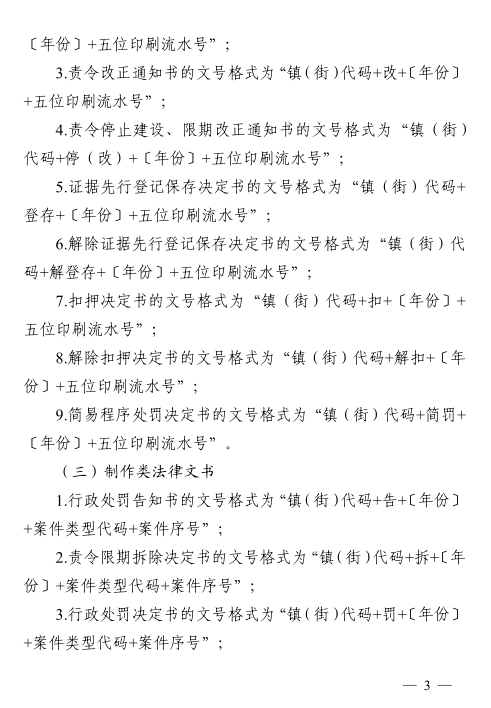 〔年份〕+五位印刷流水号”；
3.责令改正通知书的文号格式为“镇（街）代码+改+〔年份〕
+五位印刷流水号”；
4.责令停止建设、限期改正通知书的文号格式为“镇（街）
代码+停（改）+〔年份〕+五位印刷流水号”；
5.证据先行登记保存决定书的文号格式为“镇（街）代码+
登存+〔年份〕+五位印刷流水号”；
6.解除证据先行登记保存决定书的文号格式为“镇（街）代
码+解登存+〔年份〕+五位印刷流水号”；
7.扣押决定书的文号格式为“镇（街）代码+扣+〔年份〕+
五位印刷流水号”；
8.解除扣押决定书的文号格式为“镇（街）代码+解扣+〔年
份〕+五位印刷流水号”；
9.简易程序处罚决定书的文号格式为“镇（街）代码+简罚+
〔年份〕+五位印刷流水号”。
（三）制作类法律文书
1.行政处罚告知书的文号格式为“镇（街）代码+告+〔年份〕
+案件类型代码+案件序号”；
2.责令限期拆除决定书的文号格式为“镇（街）代码+拆+〔年
份〕+案件类型代码+案件序号”；
3.行政处罚决定书的文号格式为“镇（街）代码+罚+〔年份〕
+案件类型代码+案件序号”；
— 3 —